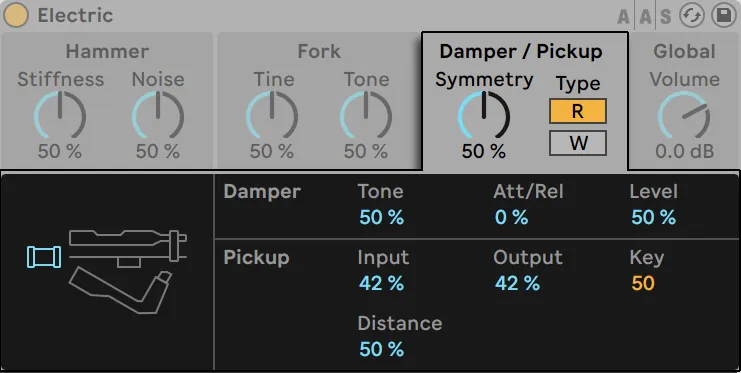 Electric
AAS
Hammer Fork Damper / Pickup Global
Stiffness Noise Tine Tone Symmetry Type Volume
R
W
50 % 50 % 50 % 50 % 50 % 0.0 dB
Damper Tone Att/Rel Level
50 % 0 % 50 %
Pickup Input Output Key
42 % 42 % 50
Distance
50 %